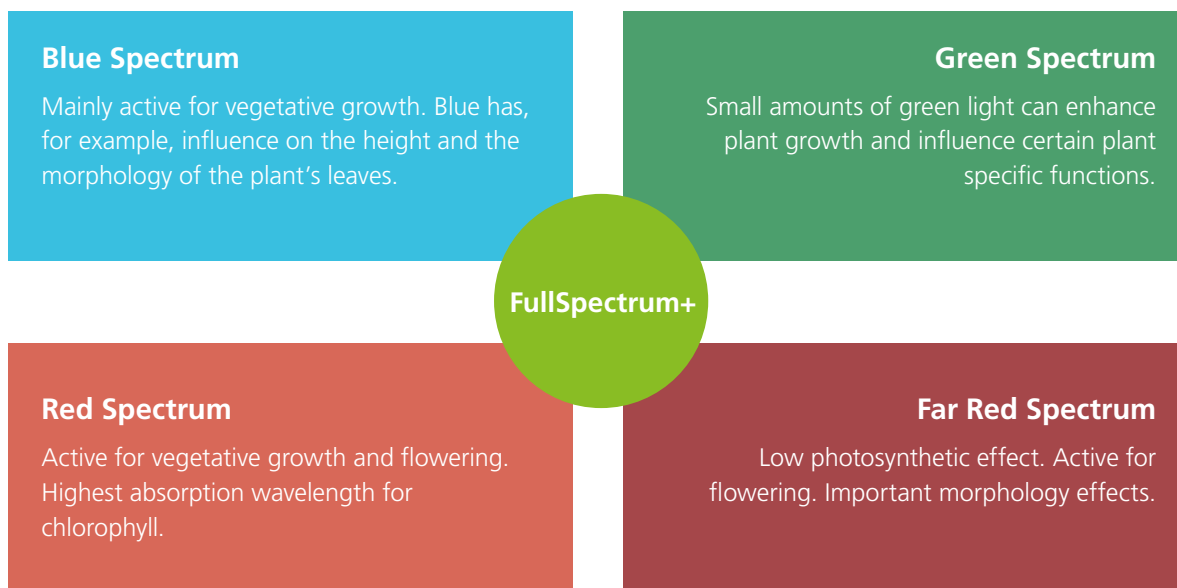 Blue Spectrum
Mainly active for vegetative growth. Blue has,
for example, influence on the height and the
morphology of the plant’s leaves.
Green Spectrum
Small amounts of green light can enhance
plant growth and influence certain plant
specific functions.
FullSpectrum+
Red Spectrum
Active for vegetative growth and flowering.
Highest absorption wavelength for
chlorophyll.
Far Red Spectrum
Low photosynthetic effect. Active for
flowering. Important morphology effects.